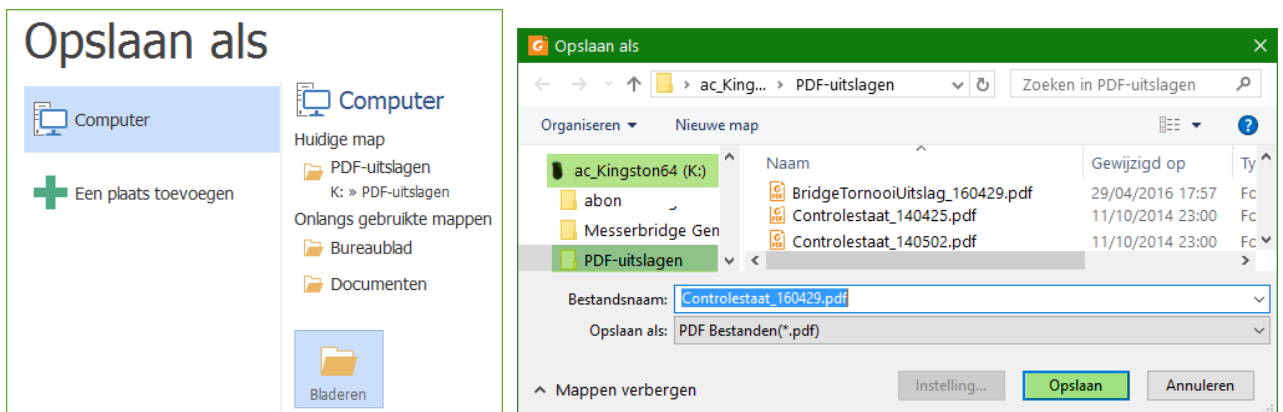 Opslaan als
Computer
Een plaats toevoegen
Computer
Huidige map
PDF-uitslagen
K: » PDF-uitslagen
Onlangs gebruikte mappen
Bureaublad
Documenten
Bladeren
Opslaan als
ac_King... › PDF-uitslagen
Zoeken in PDF-uitslagen
Organiseren
Nieuwe map
ac_Kingston64 (K:)
abon
Messerbridge Gen
PDF-uitslagen
Naam Gewijzigd op Ty
BridgeTornooiUitslag_160429.pdf 29/04/2016 17:57 Fc
Controlestaat_140425.pdf 11/10/2014 23:00 Fc
Controlestaat_140502.pdf 11/10/2014 23:00 Fc
Bestandsnaam: Controlestaat_160429.pdf
Opslaan als: PDF Bestanden(*.pdf)
Mappen verbergen
Instelling...
Opslaan
Annuleren